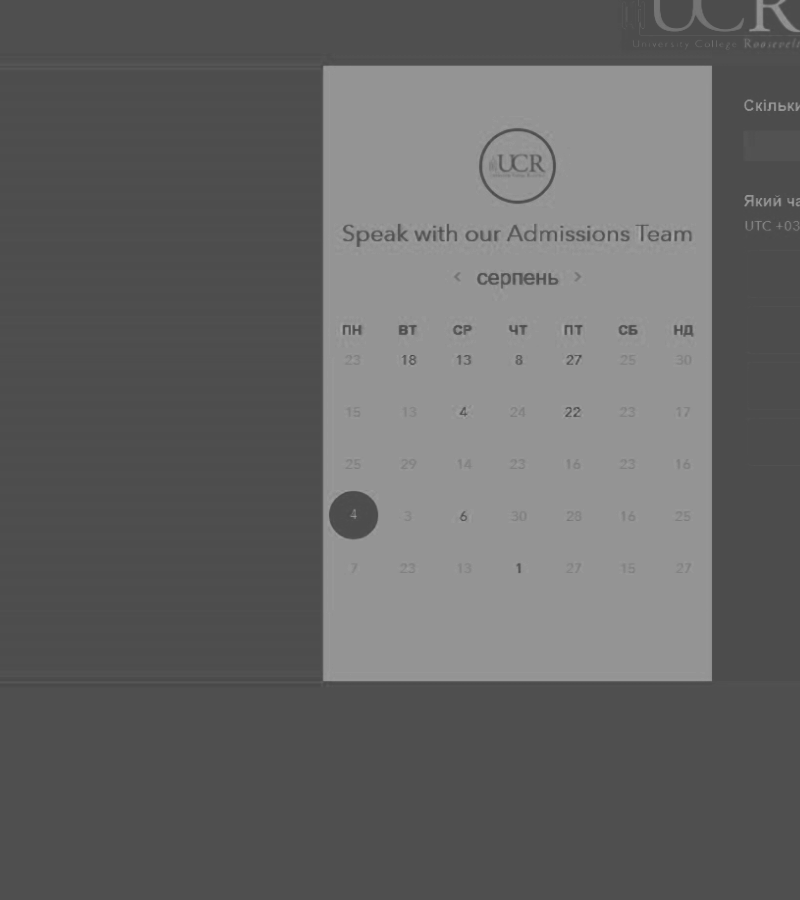 UCR
University College Roosevelt
Скільки
Який ча
UTC +03
UCR
Speak with our Admissions Team
‹ серпень ›
ПН ВТ СР ЧТ ПТ СБ НД
23 18 13 8 27 25 30
15 13 4 24 22 23 17
25 29 14 23 16 23 16
4 3 6 30 28 16 25
7 23 13 1 27 15 27